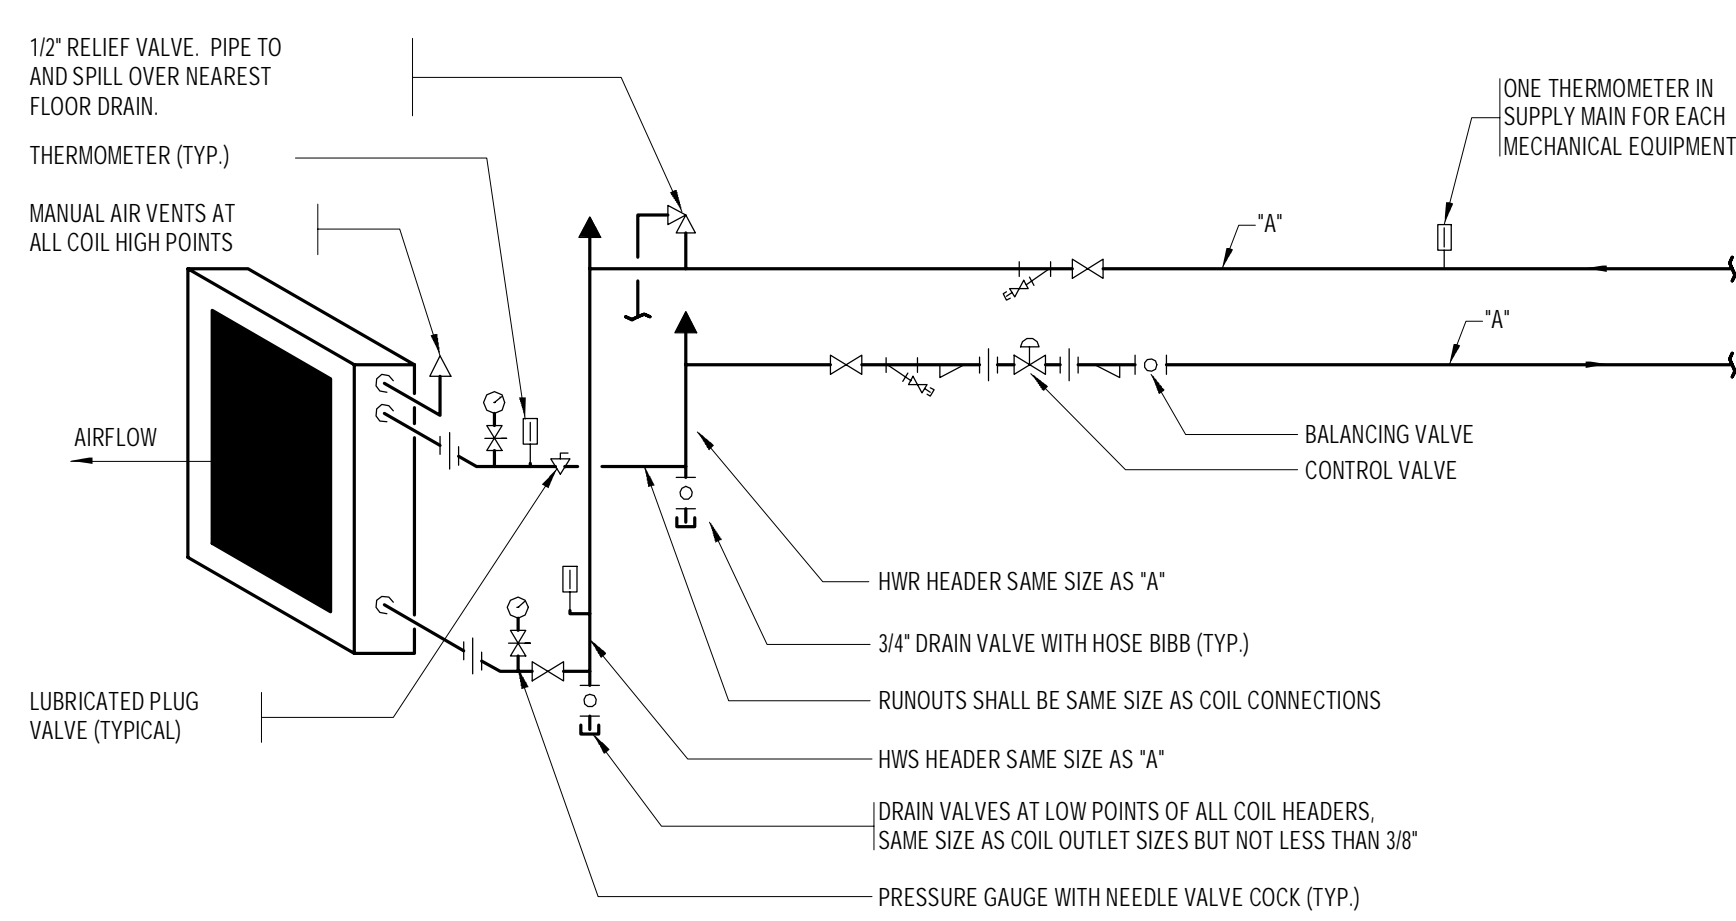 1/2" RELIEF VALVE.  PIPE TO
AND SPILL OVER NEAREST
FLOOR DRAIN.
THERMOMETER (TYP.)
MANUAL AIR VENTS AT
ALL COIL HIGH POINTS
ONE THERMOMETER IN
SUPPLY MAIN FOR EACH
MECHANICAL EQUIPMENT
"A"
"A"
AIRFLOW
BALANCING VALVE
CONTROL VALVE
HWR HEADER SAME SIZE AS "A"
3/4" DRAIN VALVE WITH HOSE BIBB (TYP.)
LUBRICATED PLUG
VALVE (TYPICAL)
RUNOUTS SHALL BE SAME SIZE AS COIL CONNECTIONS
HWS HEADER SAME SIZE AS "A"
DRAIN VALVES AT LOW POINTS OF ALL COIL HEADERS,
SAME SIZE AS COIL OUTLET SIZES BUT NOT LESS THAN 3/8"
PRESSURE GAUGE WITH NEEDLE VALVE COCK (TYP.)